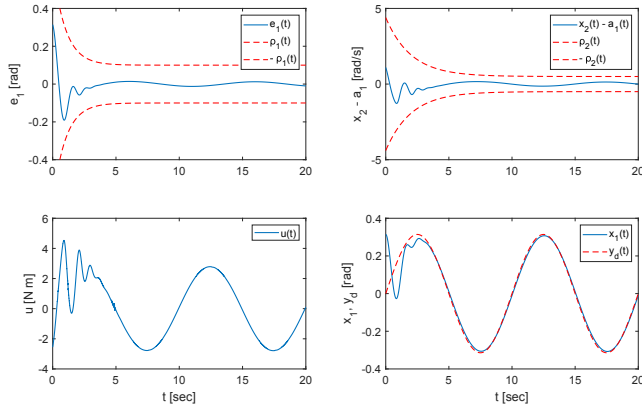 0.4
0.2
0
-0.2
-0.4
e₁ [rad]
0 5 10 15 20
e₁(t)
ρ₁(t)
- ρ₁(t)
5
0
-5
x₂ - a₁ [rad/s]
0 5 10 15 20
x₂(t) - a₁(t)
ρ₂(t)
- ρ₂(t)
6
4
2
0
-2
-4
u [N m]
0 5 10 15 20
t [sec]
u(t)
0.4
0.2
0
-0.2
-0.4
x₁, y_d [rad]
0 5 10 15 20
t [sec]
x₁(t)
y_d(t)